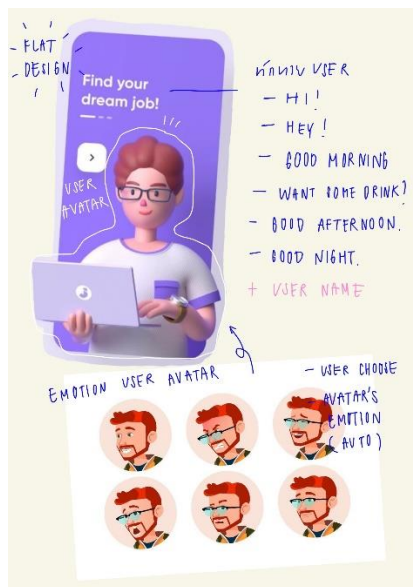 FLAT
DESIGN
Find your
dream job!
USER
AVATAR
ทักทาย USER
- HI!
- HEY!
- GOOD MORNING
- WANT SOME DRINK?
- GOOD AFTERNOON.
- GOOD NIGHT.
+ USER NAME
EMOTION USER AVATAR
- USER CHOOSE
- AVATAR'S
EMOTION
(AUTO)